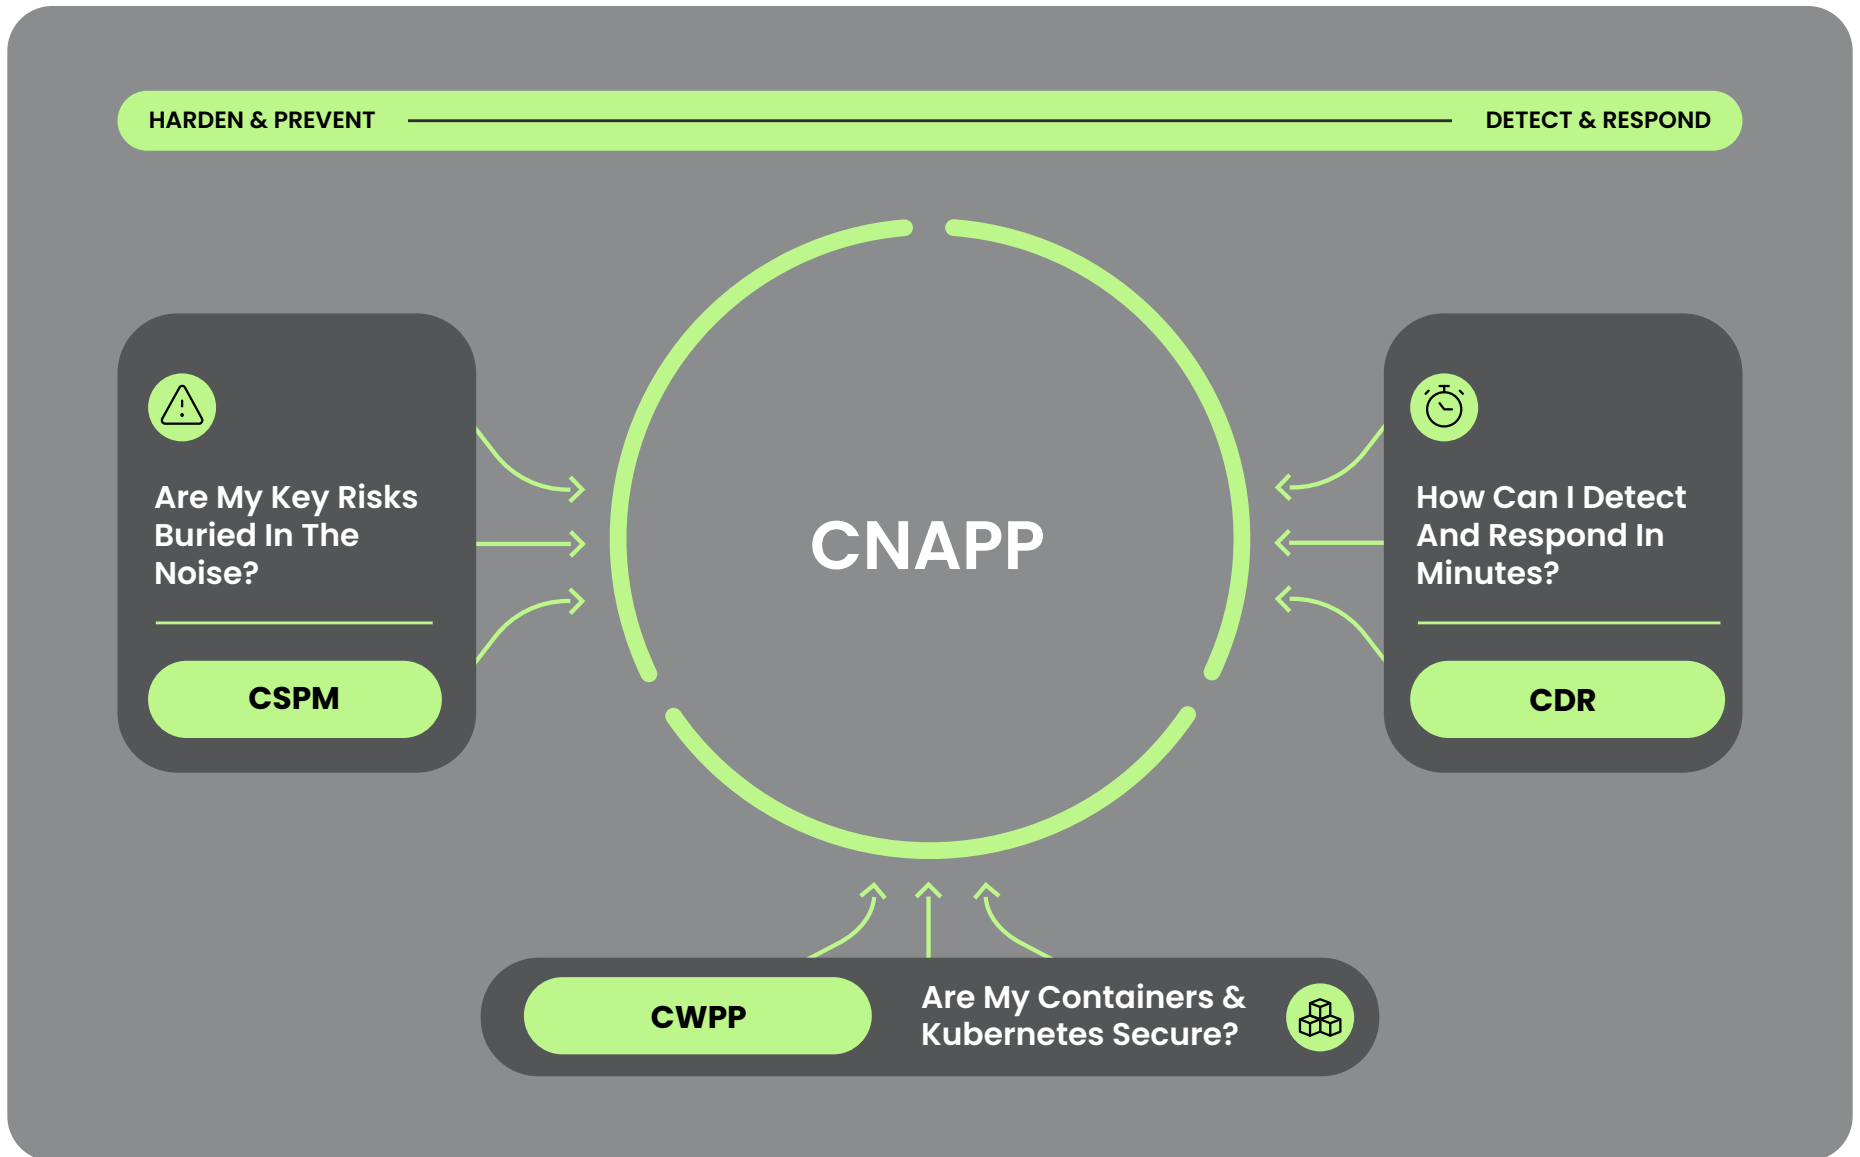 HARDEN & PREVENT
DETECT & RESPOND
Are My Key Risks
Buried In The
Noise?
CSPM
CNAPP
How Can I Detect
And Respond In
Minutes?
CDR
CWPP
Are My Containers &
Kubernetes Secure?